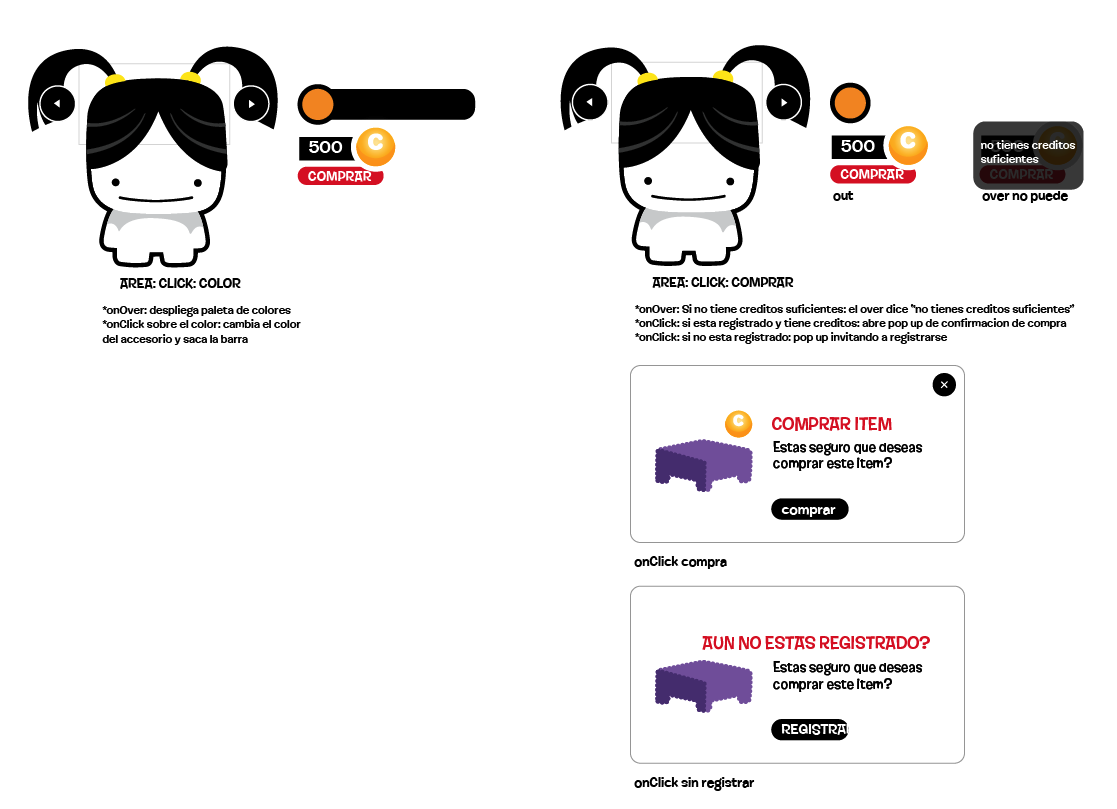 500
C
COMPRAR
AREA: CLICK: COLOR
*onOver: despliega paleta de colores
*onClick sobre el color: cambia el color
del accesorio y saca la barra
500
C
COMPRAR
out
no tienes creditos
suficientes
COMPRAR
over no puede
AREA: CLICK: COMPRAR
*onOver: Si no tiene creditos suficientes: el over dice "no tienes creditos suficientes"
*onClick: si esta registrado y tiene creditos: abre pop up de confirmacion de compra
*onClick: si no esta registrado: pop up invitando a registrarse
C
COMPRAR ITEM
Estas seguro que deseas
comprar este Item?
comprar
onClick compra
AUN NO ESTAS REGISTRADO?
Estas seguro que deseas
comprar este Item?
REGISTRA
onClick sin registrar